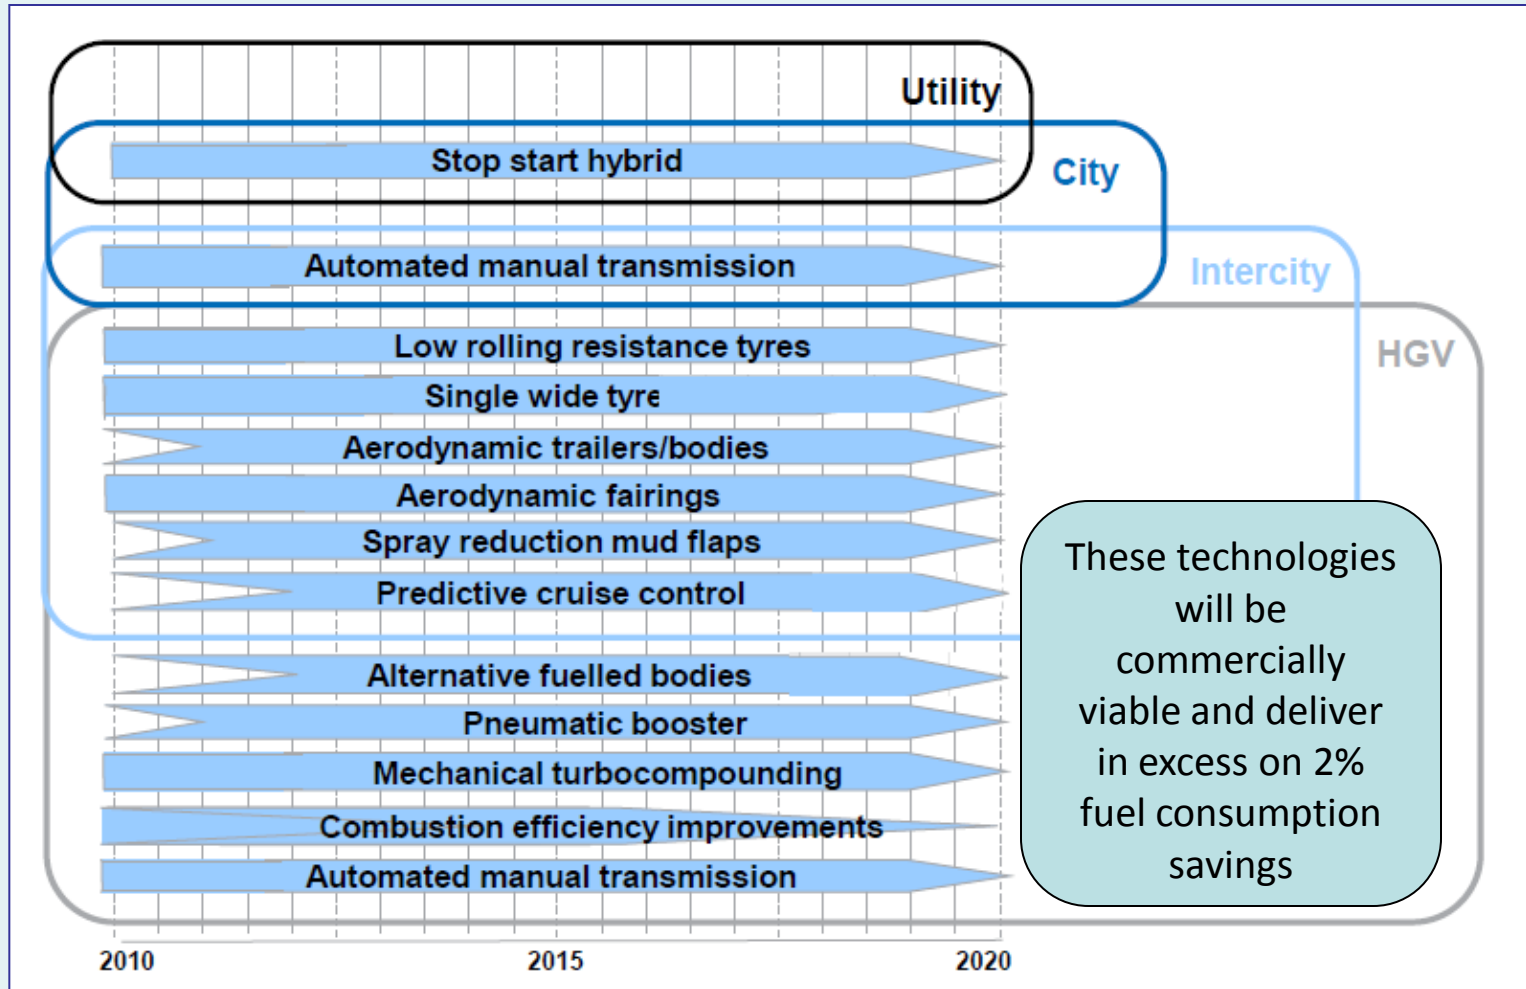 Utility
Stop start hybrid
City
Automated manual transmission
Intercity
Low rolling resistance tyres
HGV
Single wide tyre
Aerodynamic trailers/bodies
Aerodynamic fairings
Spray reduction mud flaps
Predictive cruise control
Alternative fuelled bodies
Pneumatic booster
Mechanical turbocompounding
Combustion efficiency improvements
Automated manual transmission
These technologies
will be
commercially
viable and deliver
in excess on 2%
fuel consumption
savings
2010
2015
2020